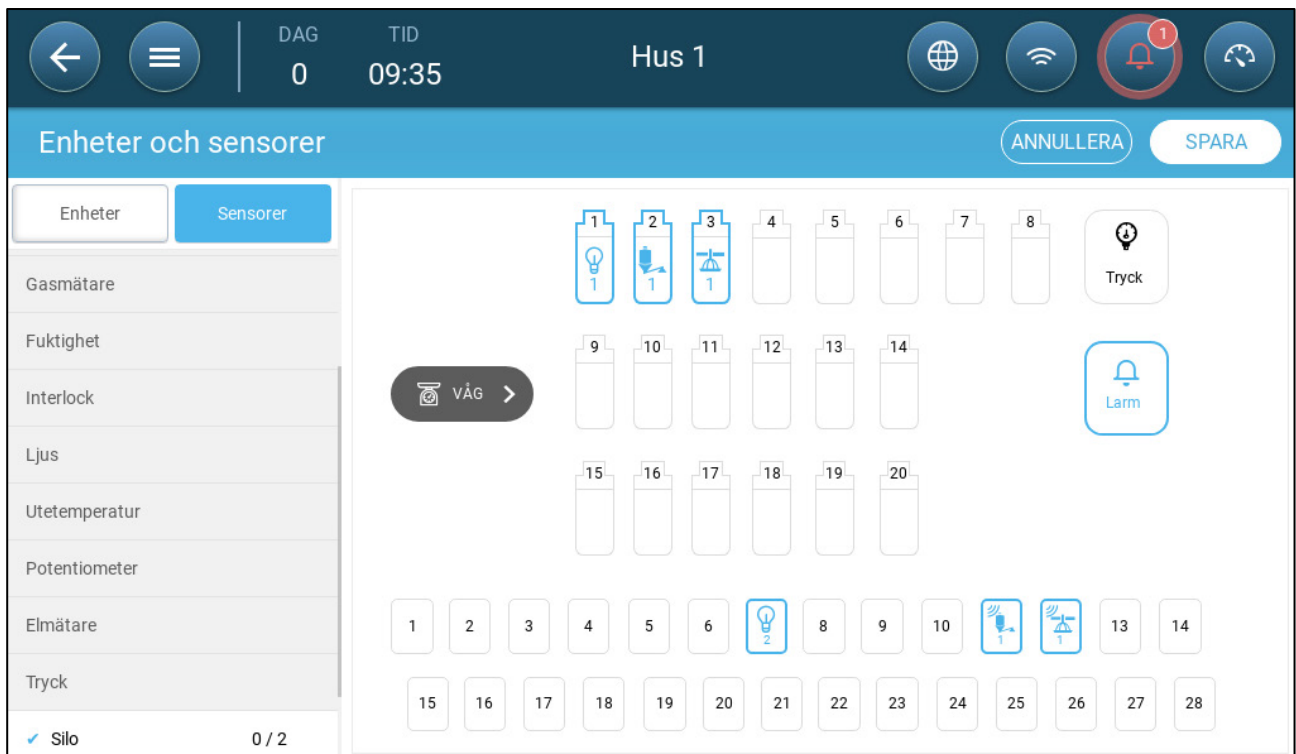 DAG TID 1
0 09:35 Hus 1
Enheter och sensorer ANNULLERA SPARA
Enheter Sensorer
Gasmätare
Fuktighet
Interlock
Ljus
Utetemperatur
Potentiometer
Elmätare
Tryck
Silo 0 / 2
1 2 3 4 5 6 7 8
1 1 1
Tryck
9 10 11 12 13 14
VÅG
Larm
15 16 17 18 19 20
1 2 3 4 5 6 2 8 9 10 1 1 13 14
15 16 17 18 19 20 21 22 23 24 25 26 27 28